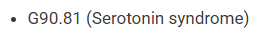 • G90.81 (Serotonin syndrome)